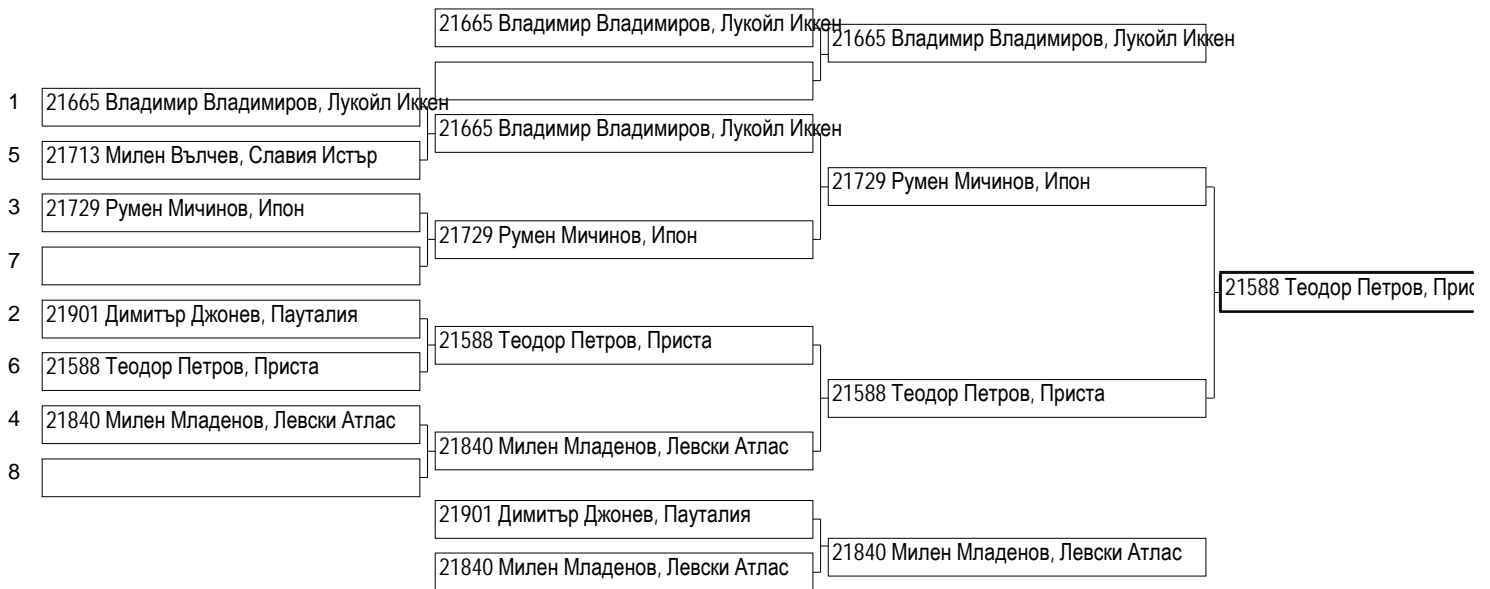 21665 Владимир Владимиров, Лукойл Иккен
21665 Владимир Владимиров, Лукойл Иккен
1 21665 Владимир Владимиров, Лукойл Иккен
21665 Владимир Владимиров, Лукойл Иккен
5 21713 Милен Вълчев, Славия Истър
21729 Румен Мичинов, Ипон
3 21729 Румен Мичинов, Ипон
21729 Румен Мичинов, Ипон
7
21588 Теодор Петров, Прис
2 21901 Димитър Джонев, Пауталия
21588 Теодор Петров, Приста
6 21588 Теодор Петров, Приста
21588 Теодор Петров, Приста
4 21840 Милен Младенов, Левски Атлас
21840 Милен Младенов, Левски Атлас
8
21901 Димитър Джонев, Пауталия
21840 Милен Младенов, Левски Атлас
21840 Милен Младенов, Левски Атлас